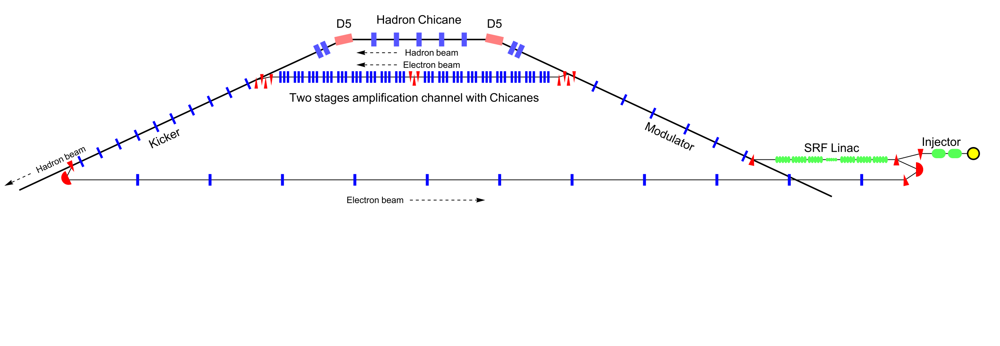 Hadron Chicane
D5
D5
Hadron beam
Electron beam
Two stages amplification channel with Chicanes
Kicker
Modulator
Hadron beam
Injector
SRF Linac
Electron beam